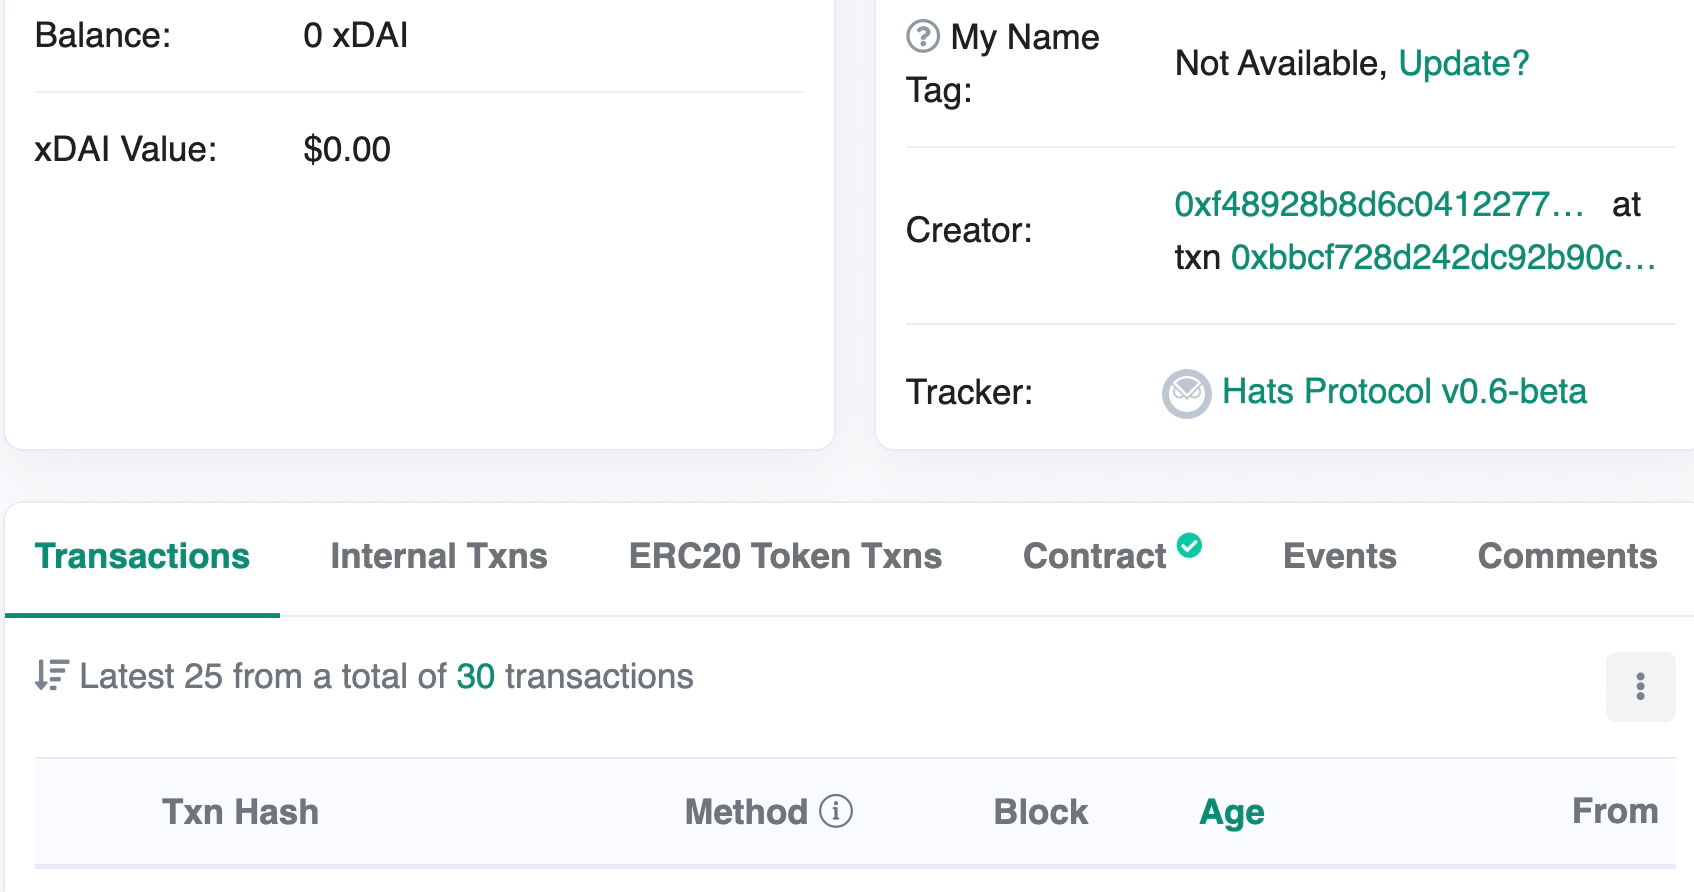 Balance: 0 xDAI
xDAI Value: $0.00
My Name Tag: Not Available, Update?
Creator: 0xf48928b8d6c0412277... at
txn 0xbbcf728d242dc92b90c...
Tracker: Hats Protocol v0.6-beta
Transactions Internal Txns ERC20 Token Txns Contract Events Comments
Latest 25 from a total of 30 transactions
Txn Hash Method Block Age From